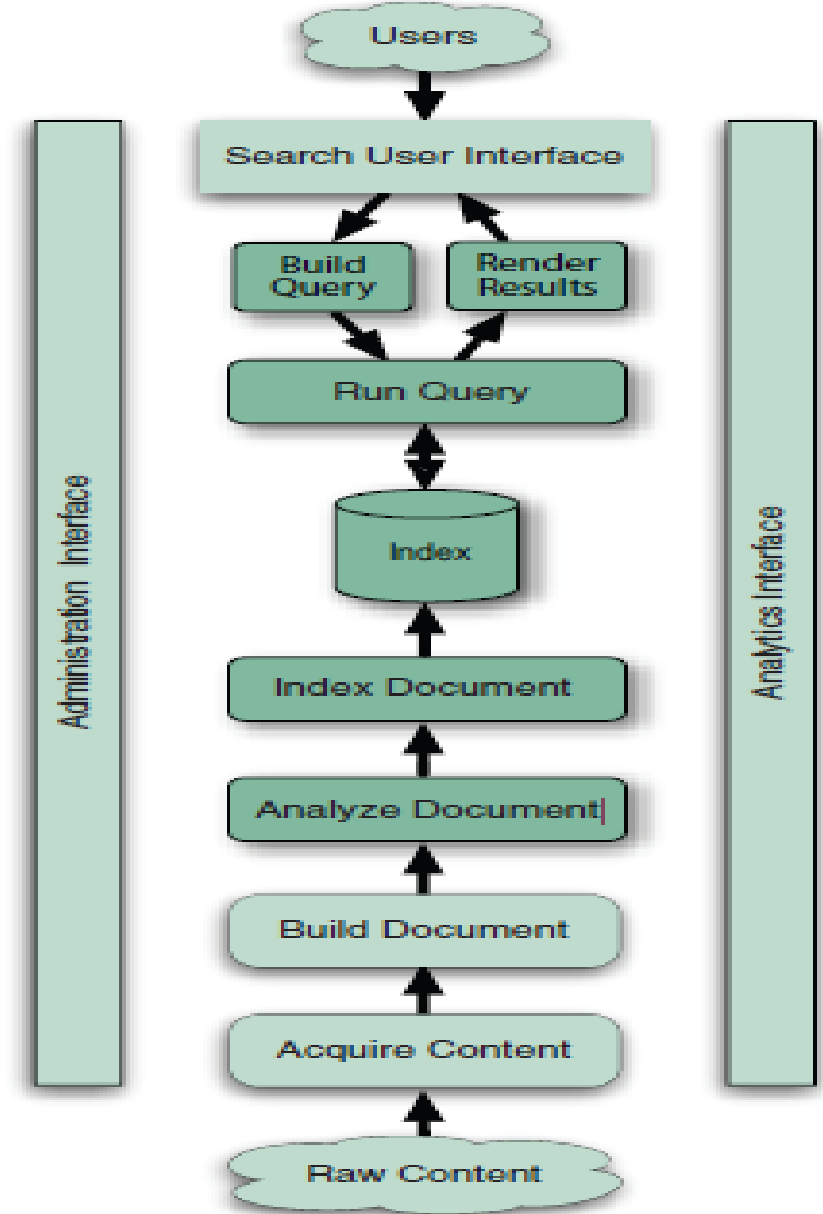 Users
Search User Interface
Build
Query
Render
Results
Run Query
Index
Index Document
Analyze Document
Build Document
Acquire Content
Raw Content
Administration Interface
Analytics Interface